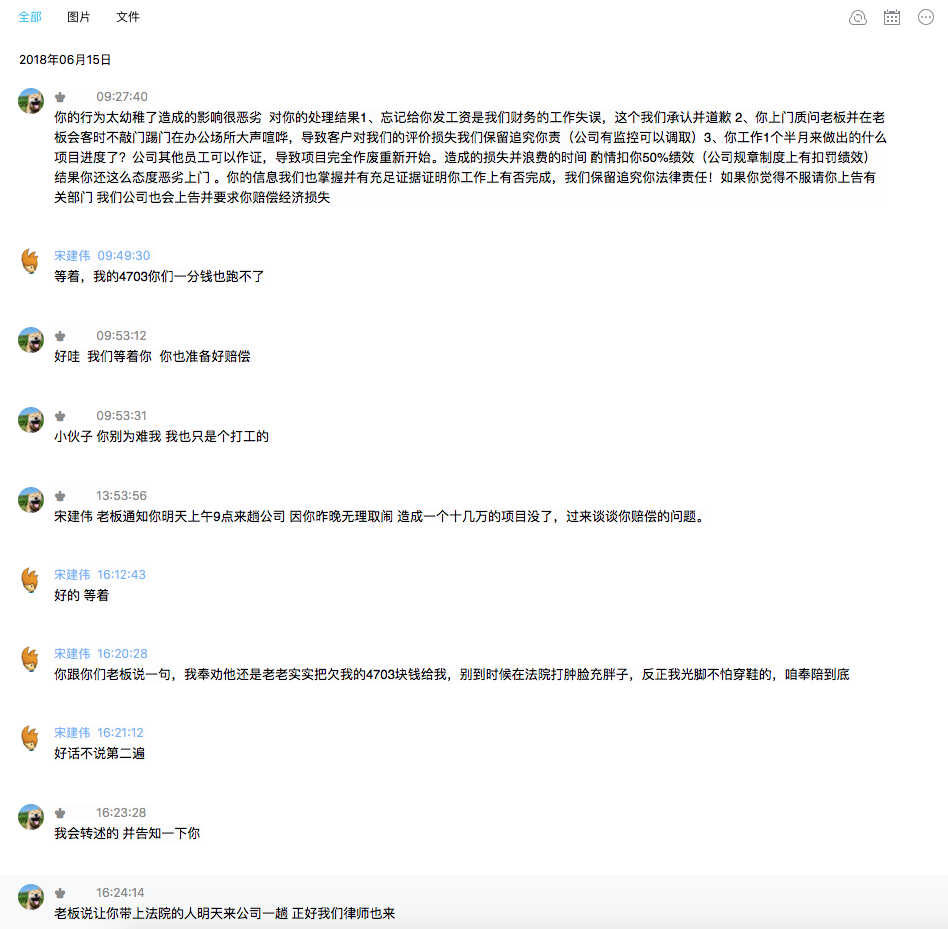 全部 图片 文件
2018年06月15日
09:27:40
你的行为太幼稚了造成的影响很恶劣 对你的处理结果1、忘记给你发工资是我们财务的工作失误，这个我们承认并道歉 2、你上门质问老板并在老
板会客时不敲门踢门在办公场所大声喧哗，导致客户对我们的评价损失我们保留追究你责（公司有监控可以调取）3、你工作1个半月来做出的什么
项目进度了？公司其他员工可以作证，导致项目完全作废重新开始。造成的损失并浪费的时间 酌情扣你50%绩效（公司规章制度上有扣罚绩效）
结果你还这么态度恶劣上门 。你的信息我们也掌握并有充足证据证明你工作上有否完成，我们保留追究你法律责任！如果你觉得不服请你上告有
关部门 我们公司也会上告并要求你赔偿经济损失
宋建伟 09:49:30
等着，我的4703你们一分钱也跑不了
09:53:12
好哇 我们等着你 你也准备好赔偿
09:53:31
小伙子 你别为难我 我也只是个打工的
13:53:56
宋建伟 老板通知你明天上午9点来趟公司 因你昨晚无理取闹 造成一个十几万的项目没了，过来谈谈你赔偿的问题。
宋建伟 16:12:43
好的 等着
宋建伟 16:20:28
你跟你们老板说一句，我奉劝他还是老老实实把欠我的4703块钱给我，别到时候在法院打肿脸充胖子，反正我光脚不怕穿鞋的，咱奉陪到底
宋建伟 16:21:12
好话不说第二遍
16:23:28
我会转述的 并告知一下你
16:24:14
老板说让你带上法院的人明天来公司一趟 正好我们律师也来